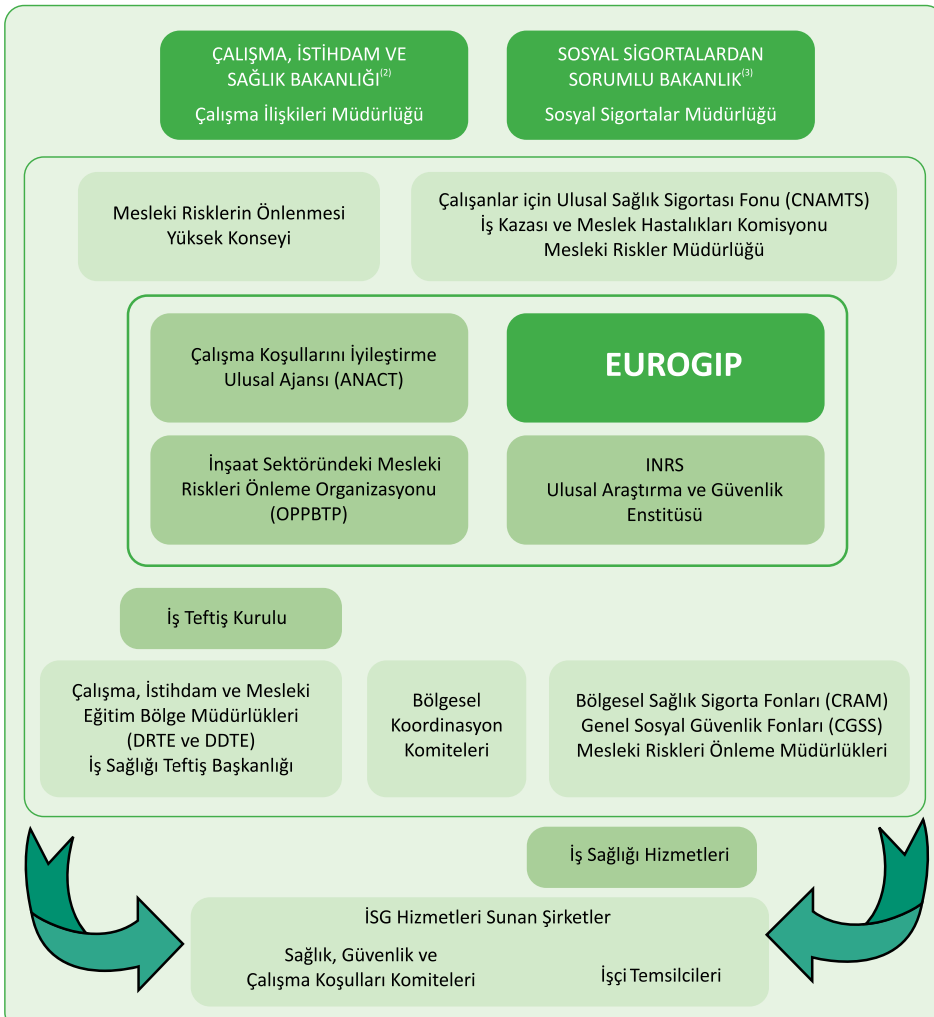 ÇALIŞMA, İSTİHDAM VE
SAĞLIK BAKANLIĞI(2)
Çalışma İlişkileri Müdürlüğü
SOSYAL SİGORTALARDAN
SORUMLU BAKANLIK(3)
Sosyal Sigortalar Müdürlüğü
Mesleki Risklerin Önlenmesi
Yüksek Konseyi
Çalışanlar için Ulusal Sağlık Sigortası Fonu (CNAMTS)
İş Kazası ve Meslek Hastalıkları Komisyonu
Mesleki Riskler Müdürlüğü
Çalışma Koşullarını İyileştirme
Ulusal Ajansı (ANACT)
EUROGIP
İnşaat Sektöründeki Mesleki
Riskleri Önleme Organizasyonu
(OPPBTP)
INRS
Ulusal Araştırma ve Güvenlik
Enstitüsü
İş Teftiş Kurulu
Çalışma, İstihdam ve Mesleki
Eğitim Bölge Müdürlükleri
(DRTE ve DDTE)
İş Sağlığı Teftiş Başkanlığı
Bölgesel
Koordinasyon
Komiteleri
Bölgesel Sağlık Sigorta Fonları (CRAM)
Genel Sosyal Güvenlik Fonları (CGSS)
Mesleki Riskleri Önleme Müdürlükleri
İş Sağlığı Hizmetleri
İSG Hizmetleri Sunan Şirketler
Sağlık, Güvenlik ve
Çalışma Koşulları Komiteleri
İşçi Temsilcileri